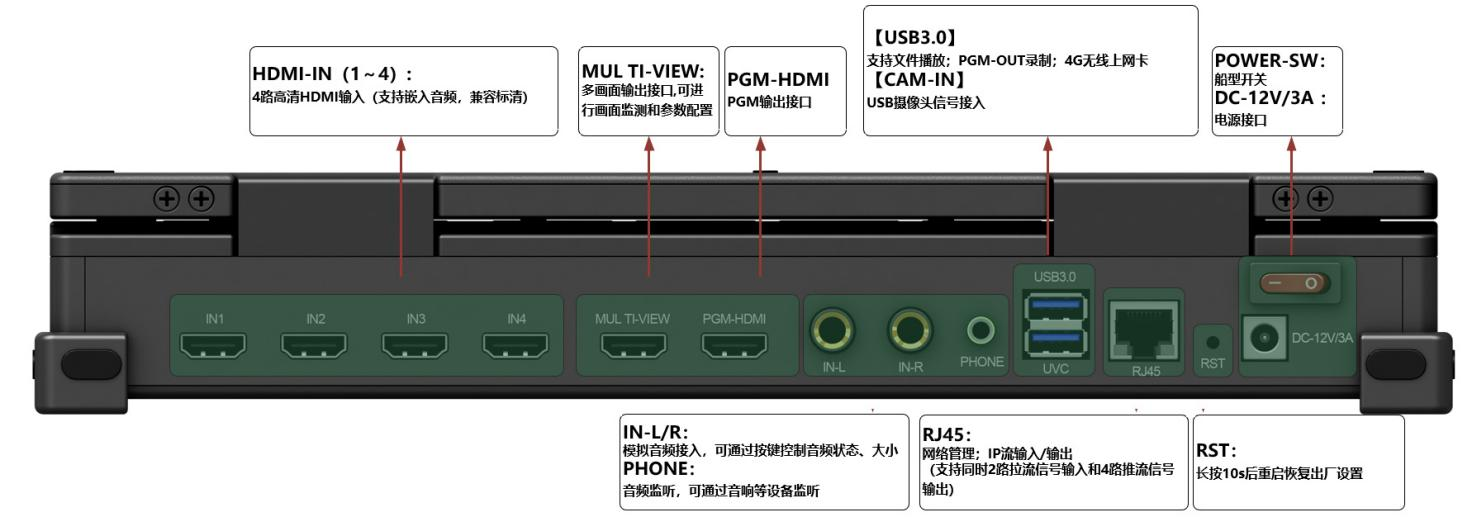 HDMI-IN（1～4）：
4路高清HDMI输入（支持嵌入音频，兼容标清）
MUL TI-VIEW:
多画面输出接口,可进
行画面监测和参数配置
PGM-HDMI
PGM输出接口
【USB3.0】
支持文件播放；PGM-OUT录制；4G无线上网卡
【CAM-IN】
USB摄像头信号接入
POWER-SW：
船型开关
DC-12V/3A ：
电源接口
IN1
IN2
IN3
IN4
MUL TI-VIEW
PGM-HDMI
IN-L
IN-R
PHONE
USB3.0
UVC
RJ45
RST
DC-12V/3A
IN-L/R：
模拟音频接入，可通过按键控制音频状态、大小
PHONE：
音频监听，可通过音响等设备监听
RJ45：
网络管理；IP流输入/输出
（支持同时2路拉流信号输入和4路推流信号
输出）
RST：
长按10s后重启恢复出厂设置